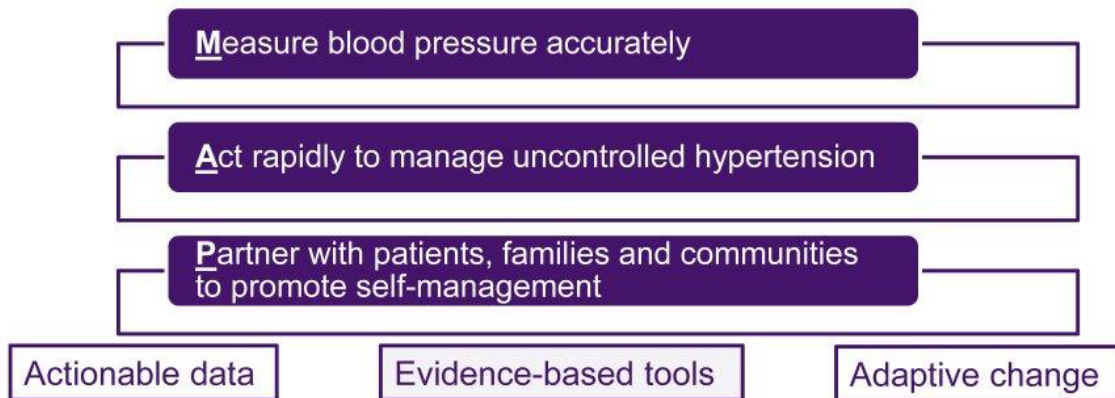 Measure blood pressure accurately
Act rapidly to manage uncontrolled hypertension
Partner with patients, families and communities
to promote self-management
Actionable data
Evidence-based tools
Adaptive change